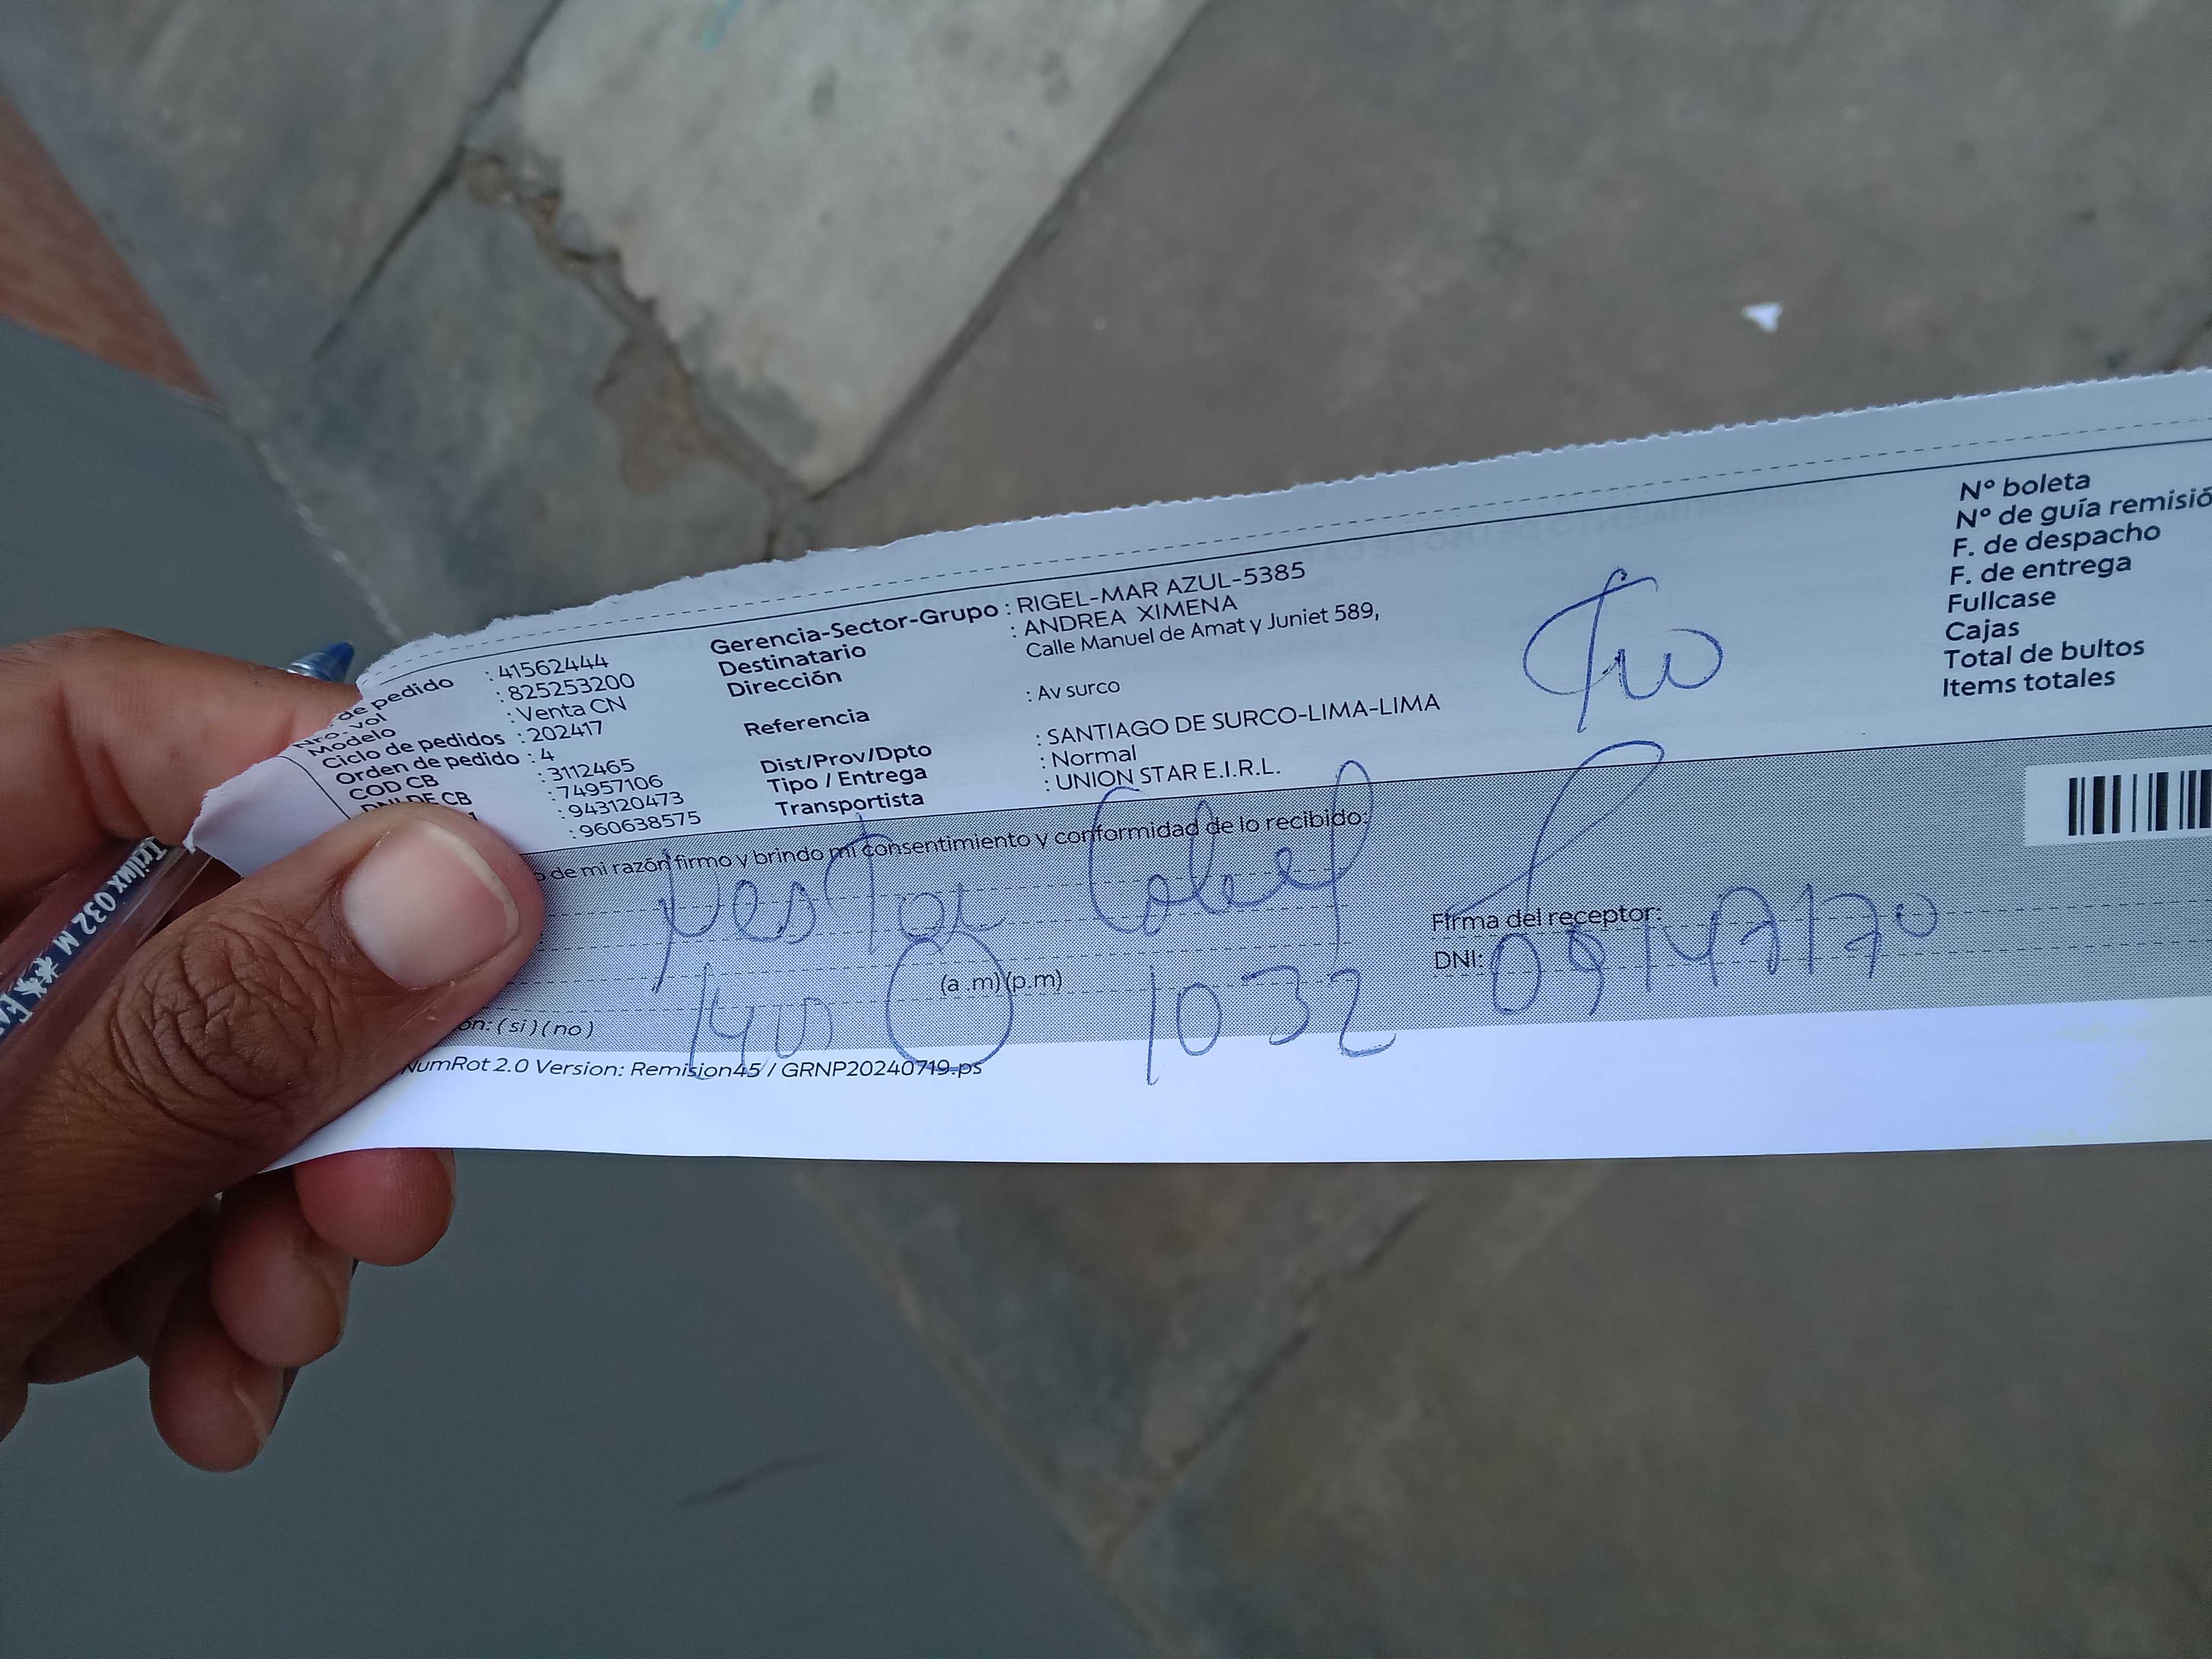 de pedido : 41562444
Nro. vol : 825253200
Modelo : Venta CN
Ciclo de pedidos : 202417
Orden de pedido : 4
COD CB : 3112465
DNI DE CB : 74957106
: 943120473
: 960638575
Gerencia-Sector-Grupo : RIGEL-MAR AZUL-5385
Destinatario : ANDREA XIMENA
Dirección Calle Manuel de Amat y Juniet 589,
Referencia : Av surco
Dist/Prov/Dpto : SANTIAGO DE SURCO-LIMA-LIMA
Tipo / Entrega : Normal
Transportista : UNION STAR E.I.R.L.
Nº boleta
Nº de guía remisió
F. de despacho
F. de entrega
Fullcase
Cajas
Total de bultos
Items totales
o de mi razón firmo y brindo mi consentimiento y conformidad de lo recibido:
Nestor
Firma del receptor:
(a .m)(p.m) 1032
DNI: 09147170
ón: ( si ) ( no )
NumRot 2.0 Version: Remision45 / GRNP20240719.ps
Trilux 032 M